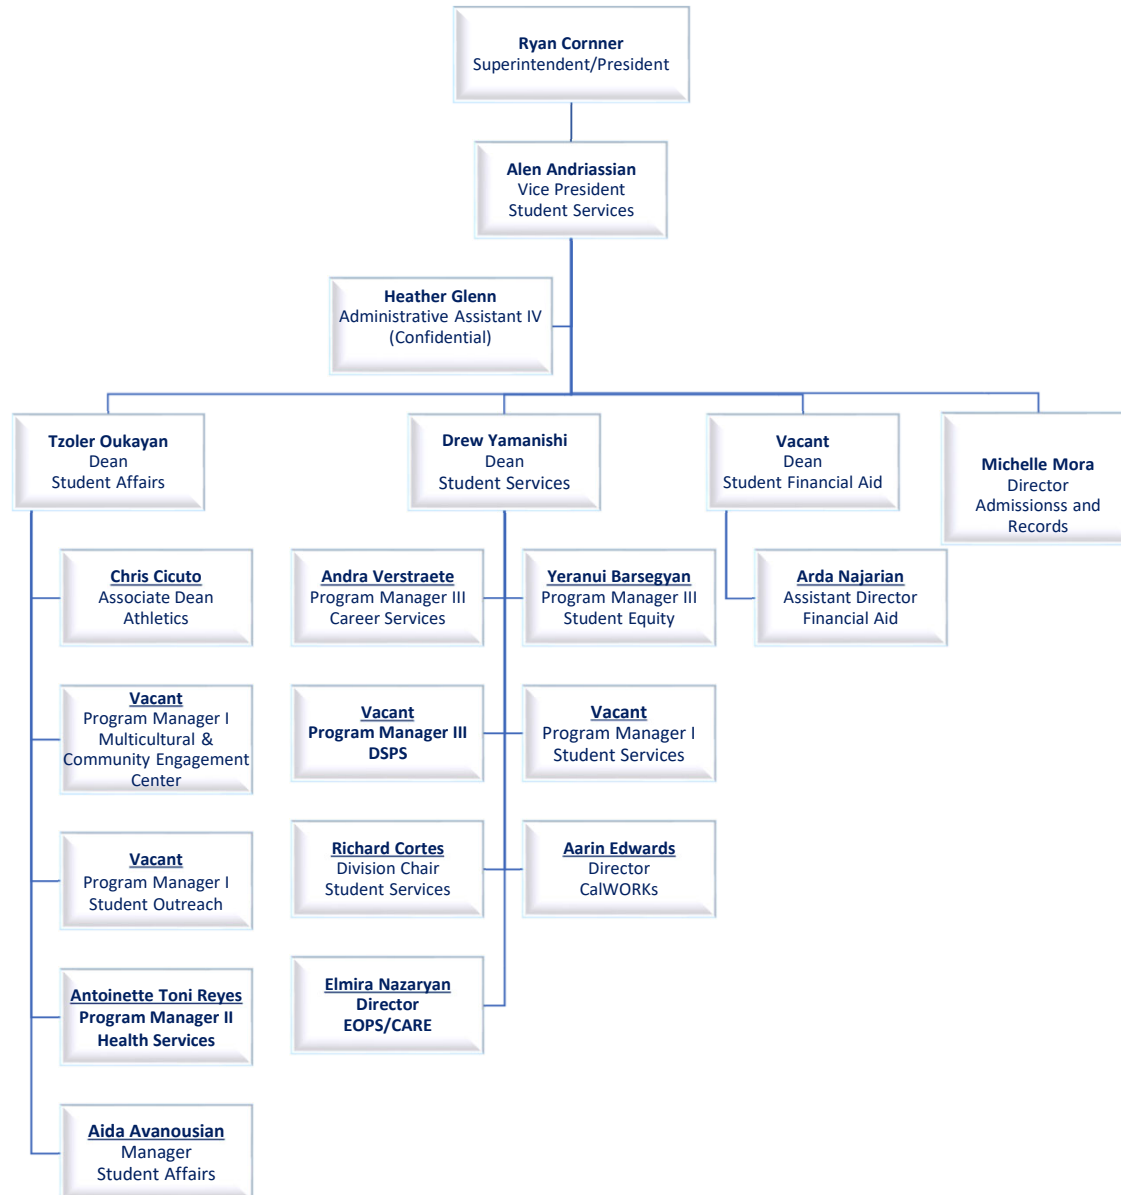 Ryan Cornner
Superintendent/President
Alen Andriassian
Vice President
Student Services
Heather Glenn
Administrative Assistant IV
(Confidential)
Tzoler Oukayan
Dean
Student Affairs
Drew Yamanishi
Dean
Student Services
Vacant
Dean
Student Financial Aid
Michelle Mora
Director
Admissionss and
Records
Chris Cicuto
Associate Dean
Athletics
Vacant
Program Manager I
Multicultural &
Community Engagement
Center
Vacant
Program Manager I
Student Outreach
Antoinette Toni Reyes
Program Manager II
Health Services
Aida Avanousian
Manager
Student Affairs
Andra Verstraete
Program Manager III
Career Services
Yeranui Barsegyan
Program Manager III
Student Equity
Vacant
Program Manager III
DSPS
Vacant
Program Manager I
Student Services
Richard Cortes
Division Chair
Student Services
Aarin Edwards
Director
CalWORKs
Elmira Nazaryan
Director
EOPS/CARE
Arda Najarian
Assistant Director
Financial Aid